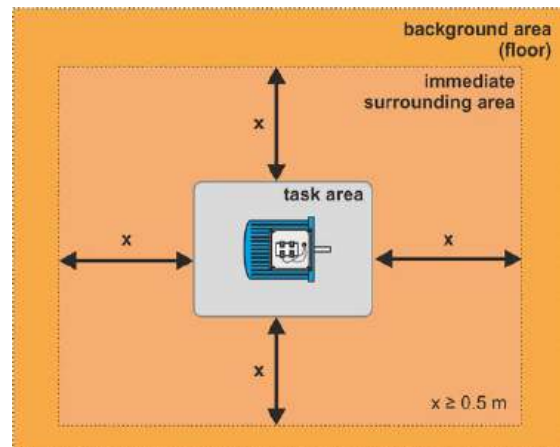 background area
(floor)
immediate
surrounding area
x
task area
x
x
x
x ≥ 0.5 m